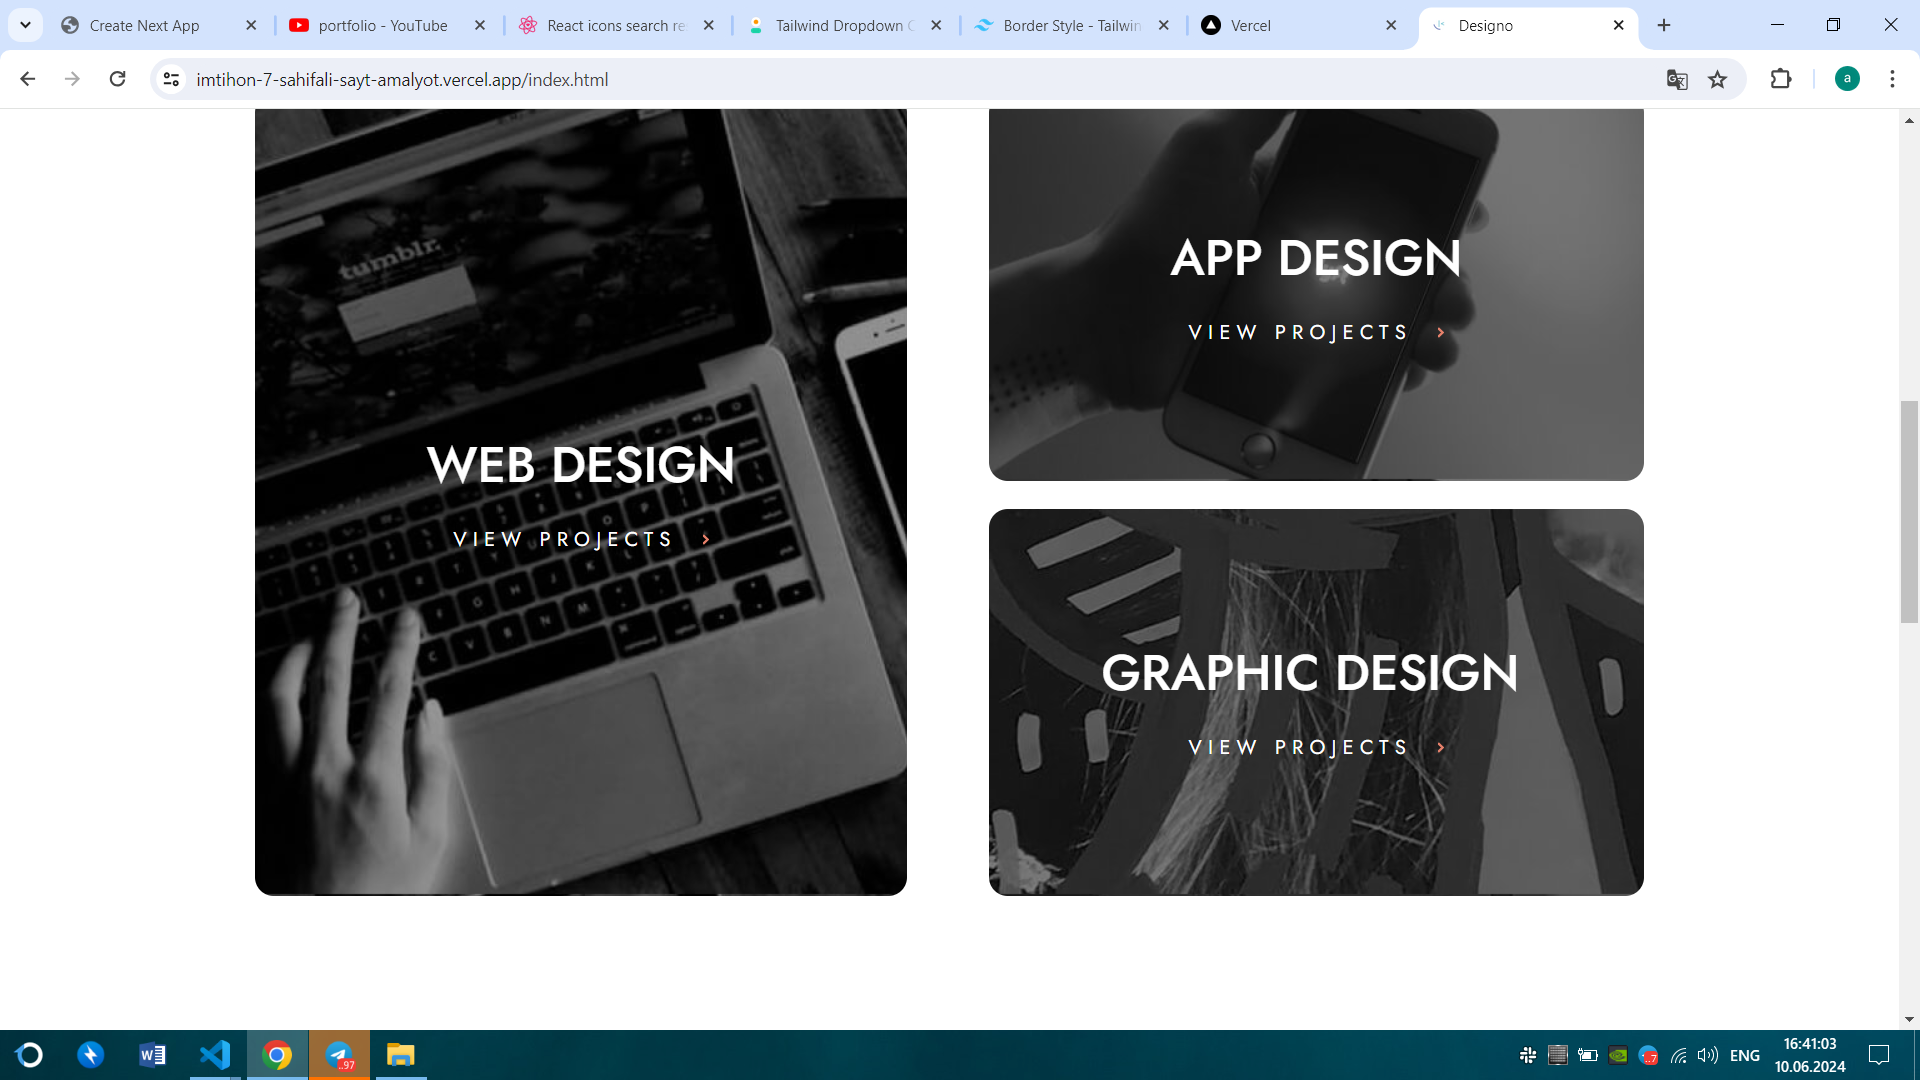 Create Next App
portfolio - YouTube
React icons search re
Tailwind Dropdown C
Border Style - Tailwin
Vercel
Designo
imtihon-7-sahifali-sayt-amalyot.vercel.app/index.html
a
tumblr.
APP DESIGN
VIEW PROJECTS
WEB DESIGN
VIEW PROJECTS
GRAPHIC DESIGN
VIEW PROJECTS
..97
..7
ENG
16:41:03
10.06.2024